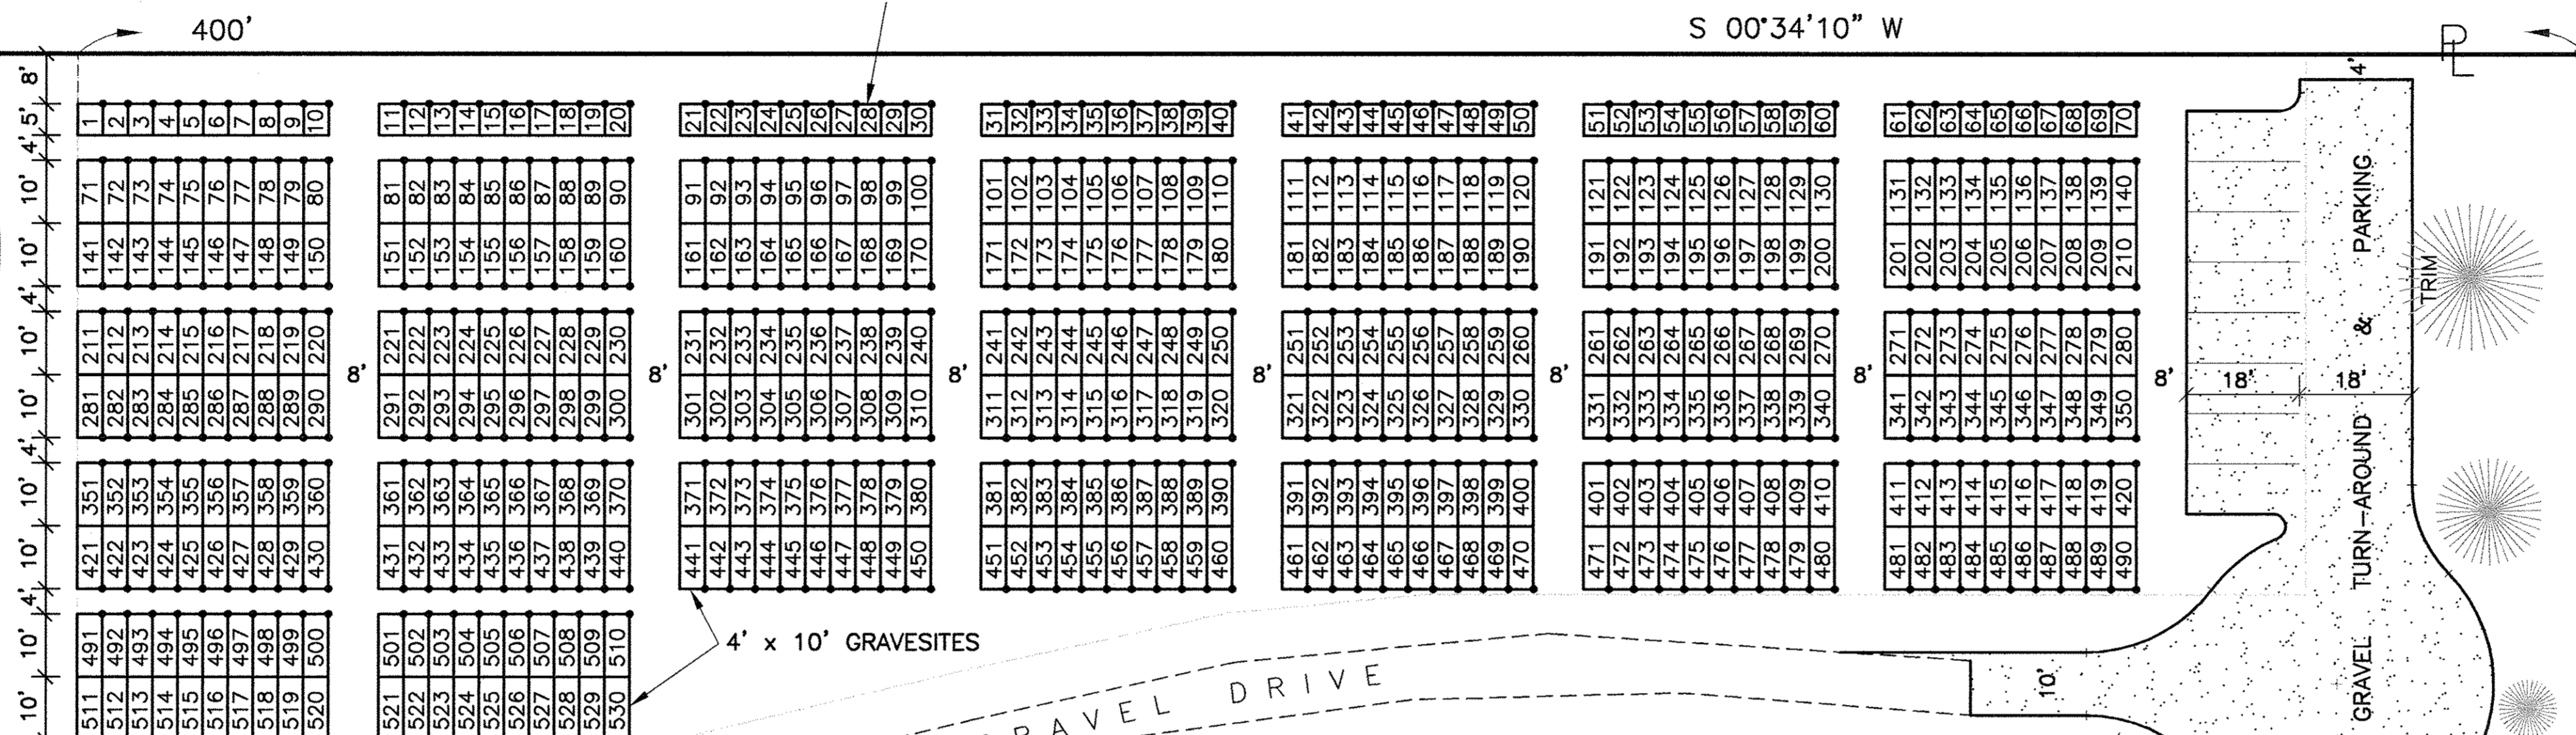 400'
S 00°34'10" W
PL
8'
4'
5'
1 2 3 4 5 6 7 8 9 10
11 12 13 14 15 16 17 18 19 20
21 22 23 24 25 26 27 28 29 30
31 32 33 34 35 36 37 38 39 40
41 42 43 44 45 46 47 48 49 50
51 52 53 54 55 56 57 58 59 60
61 62 63 64 65 66 67 68 69 70
4'
10'
71 72 73 74 75 76 77 78 79 80
81 82 83 84 85 86 87 88 89 90
91 92 93 94 95 96 97 98 99 100
101 102 103 104 105 106 107 108 109 110
111 112 113 114 115 116 117 118 119 120
121 122 123 124 125 126 127 128 129 130
131 132 133 134 135 136 137 138 139 140
10'
141 142 143 144 145 146 147 148 149 150
151 152 153 154 155 156 157 158 159 160
161 162 163 164 165 166 167 168 169 170
171 172 173 174 175 176 177 178 179 180
181 182 183 184 185 186 187 188 189 190
191 192 193 194 195 196 197 198 199 200
201 202 203 204 205 206 207 208 209 210
4'
10'
211 212 213 214 215 216 217 218 219 220
221 222 223 224 225 226 227 228 229 230
231 232 233 234 235 236 237 238 239 240
241 242 243 244 245 246 247 248 249 250
251 252 253 254 255 256 257 258 259 260
261 262 263 264 265 266 267 268 269 270
271 272 273 274 275 276 277 278 279 280
8' 8' 8' 8' 8' 8' 8'
18' 18'
10'
281 282 283 284 285 286 287 288 289 290
291 292 293 294 295 296 297 298 299 300
301 302 303 304 305 306 307 308 309 310
311 312 313 314 315 316 317 318 319 320
321 322 323 324 325 326 327 328 329 330
331 332 333 334 335 336 337 338 339 340
341 342 343 344 345 346 347 348 349 350
4'
10'
351 352 353 354 355 356 357 358 359 360
361 362 363 364 365 366 367 368 369 370
371 372 373 374 375 376 377 378 379 380
381 382 383 384 385 386 387 388 389 390
391 392 393 394 395 396 397 398 399 400
401 402 403 404 405 406 407 408 409 410
411 412 413 414 415 416 417 418 419 420
10'
421 422 423 424 425 426 427 428 429 430
431 432 433 434 435 436 437 438 439 440
441 442 443 444 445 446 447 448 449 450
451 452 453 454 455 456 457 458 459 460
461 462 463 464 465 466 467 468 469 470
471 472 473 474 475 476 477 478 479 480
481 482 483 484 485 486 487 488 489 490
4'
10'
491 492 493 494 495 496 497 498 499 500
501 502 503 504 505 506 507 508 509 510
10'
511 512 513 514 515 516 517 518 519 520
521 522 523 524 525 526 527 528 529 530
4' x 10' GRAVESITES
RAVEL DRIVE
10'
GRAVEL TURN-AROUND & PARKING
TRIM